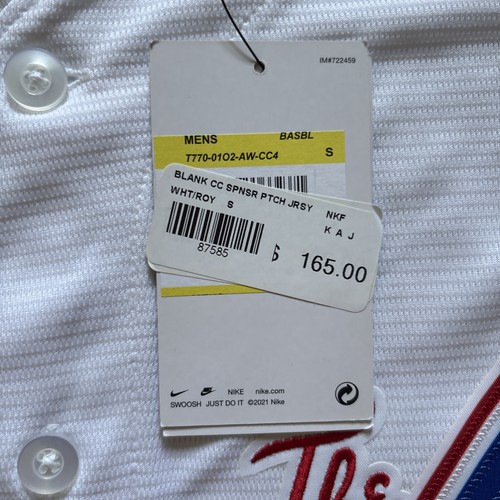 IM#722459
MENS BASBL
T770-01O2-AW-CC4 S
BLANK CC SPNSR PTCH JRSY NKF
WHT/ROY S K A J
87585
$ 165.00
NIKE nike.com
SWOOSH JUST DO IT ©2021 Nike